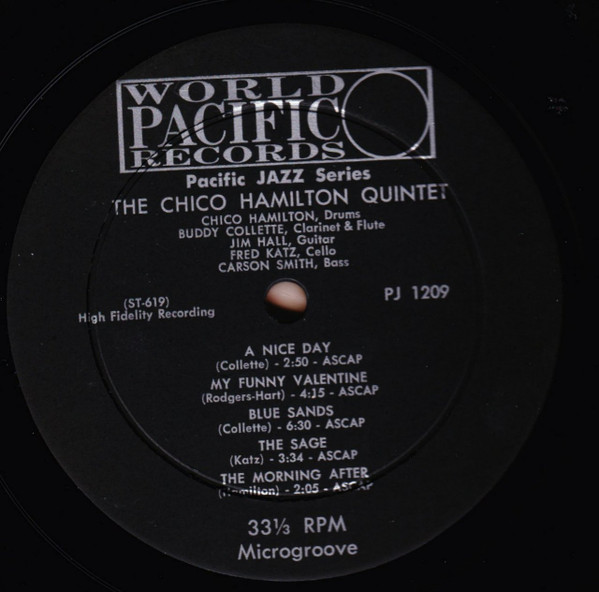 WORLD
PACIFIC
RECORDS
Pacific JAZZ Series
THE CHICO HAMILTON QUINTET
CHICO HAMILTON, Drums
BUDDY COLLETTE, Clarinet & Flute
JIM HALL, Guitar
FRED KATZ, Cello
CARSON SMITH, Bass
(ST-619)
High Fidelity Recording
PJ 1209
A NICE DAY
(Collette) - 2:50 - ASCAP
MY FUNNY VALENTINE
(Rodgers-Hart) - 4:15 - ASCAP
BLUE SANDS
(Collette) - 6:30 - ASCAP
THE SAGE
(Katz) - 3:34 - ASCAP
THE MORNING AFTER
(Hamilton) - 2:05 - ASCAP
33⅓ RPM
Microgroove